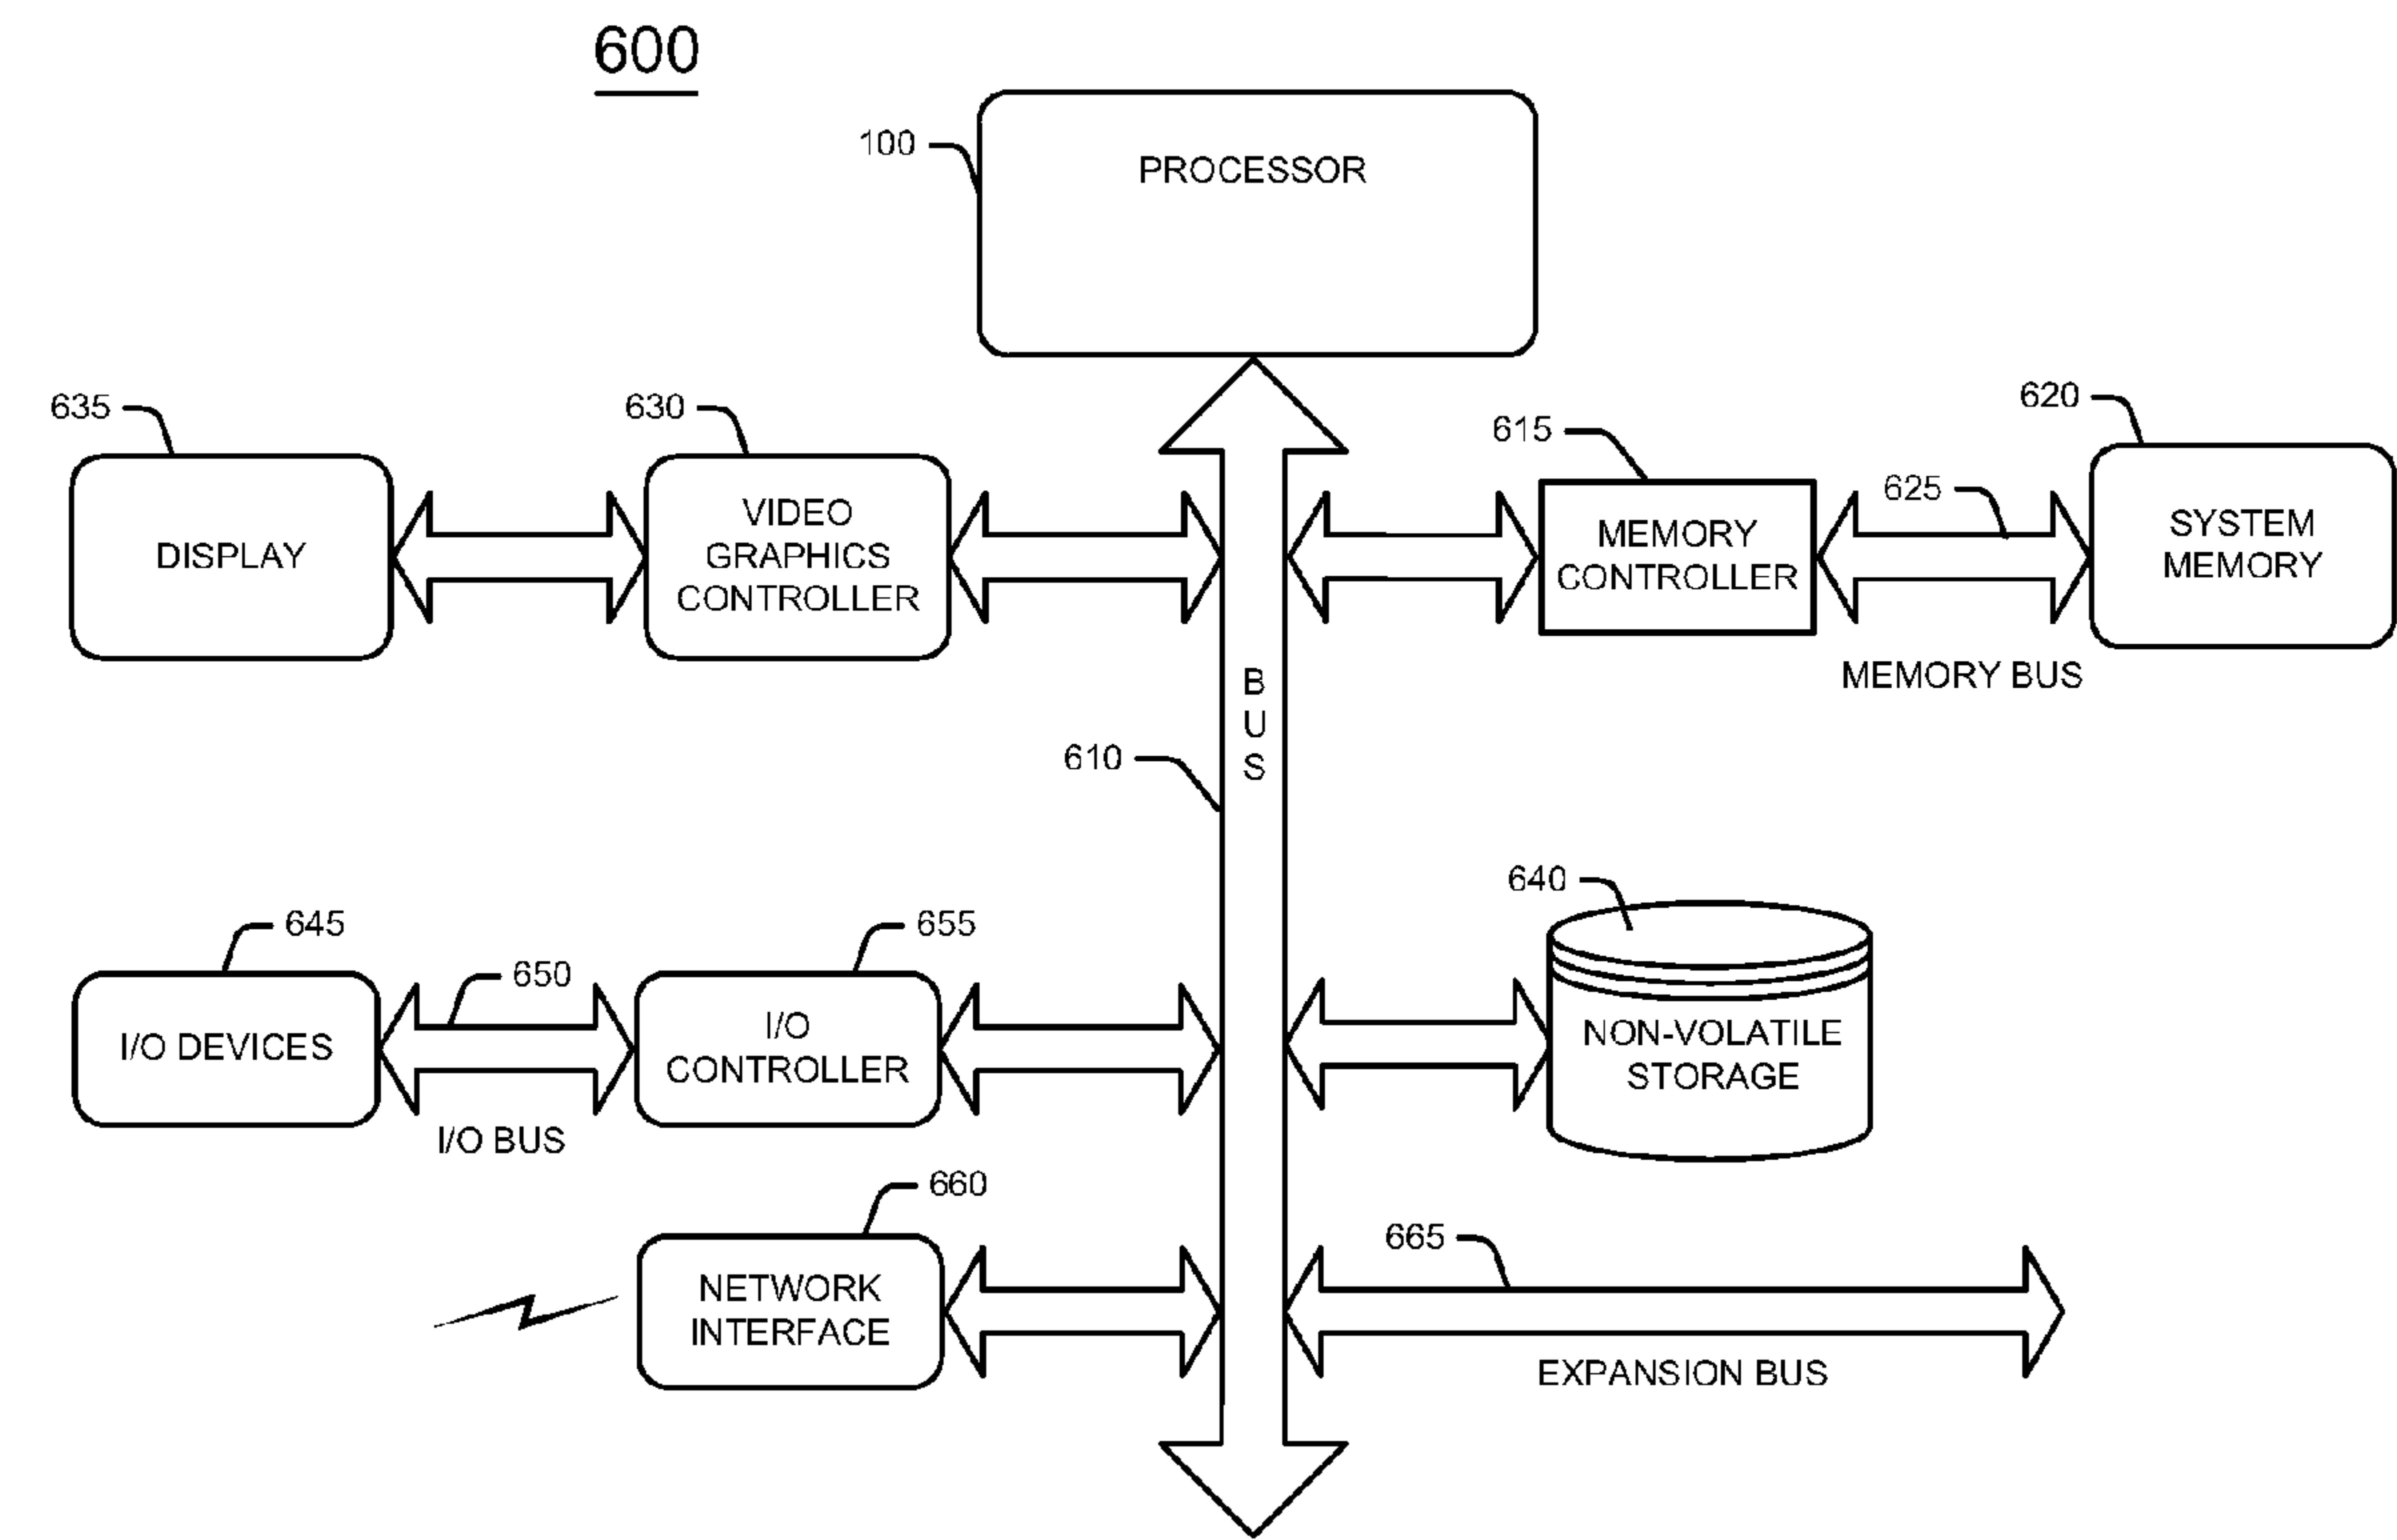 600
100
PROCESSOR
635
630
615
620
625
DISPLAY
VIDEO
GRAPHICS
CONTROLLER
MEMORY
CONTROLLER
SYSTEM
MEMORY
MEMORY BUS
BUS
610
645
650
655
640
I/O DEVICES
I/O
CONTROLLER
NON-VOLATILE
STORAGE
I/O BUS
660
665
NETWORK
INTERFACE
EXPANSION BUS